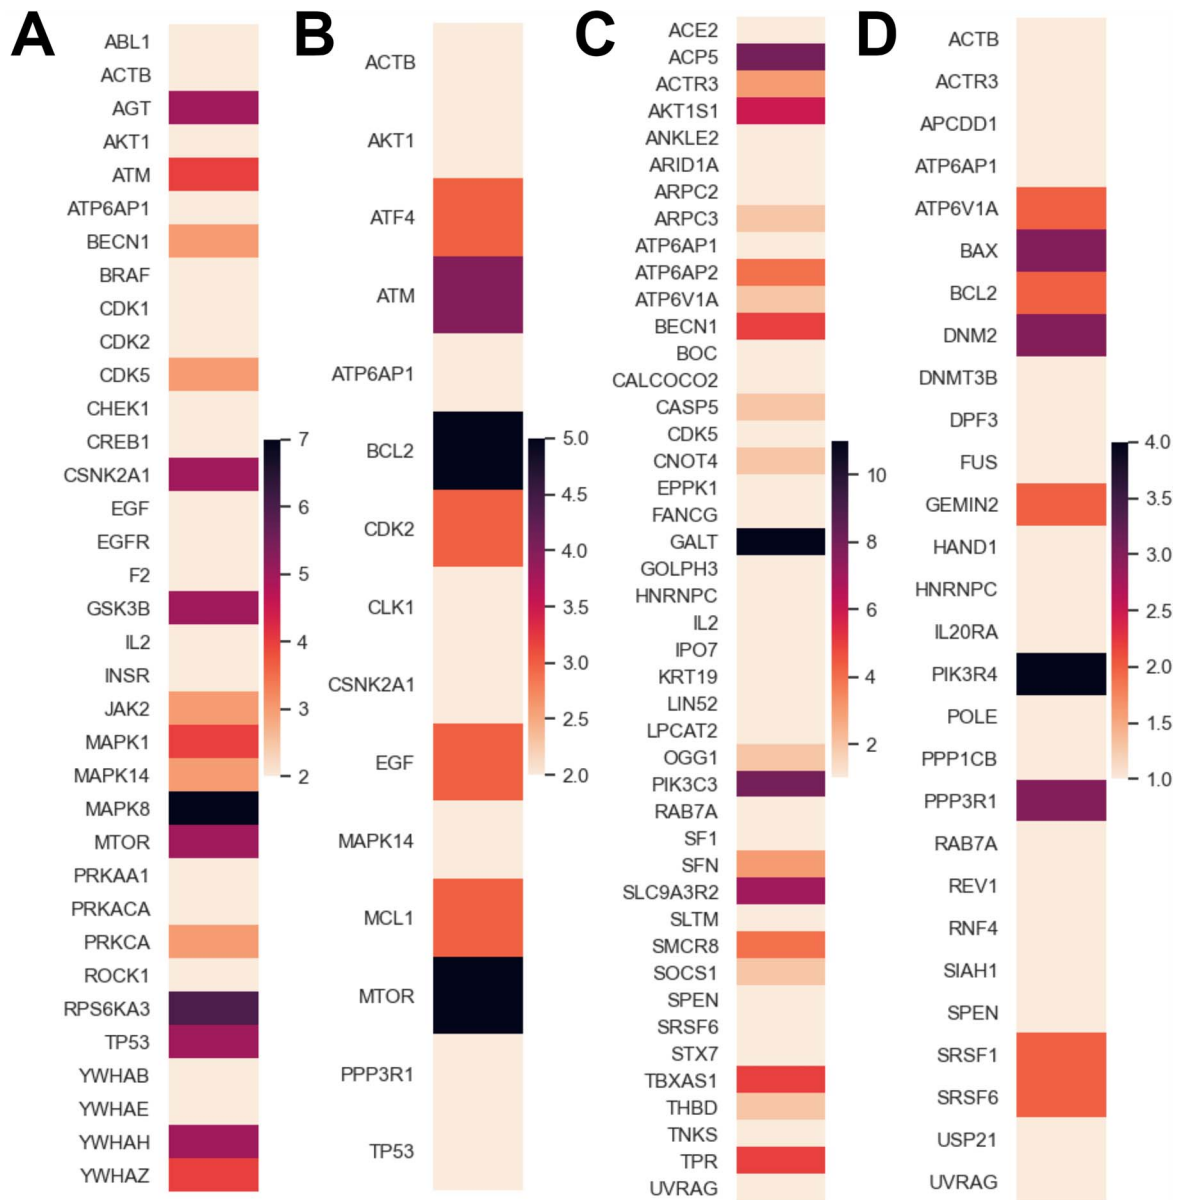 A
ABL1
ACTB
AGT
AKT1
ATM
ATP6AP1
BECN1
BRAF
CDK1
CDK2
CDK5
CHEK1
CREB1
CSNK2A1
EGF
EGFR
F2
GSK3B
IL2
INSR
JAK2
MAPK1
MAPK14
MAPK8
MTOR
PRKAA1
PRKACA
PRKCA
ROCK1
RPS6KA3
TP53
YWHAB
YWHAE
YWHAH
YWHAZ
7
6
5
4
3
2
B
ACTB
AKT1
ATF4
ATM
ATP6AP1
BCL2
CDK2
CLK1
CSNK2A1
EGF
MAPK14
MCL1
MTOR
PPP3R1
TP53
5.0
4.5
4.0
3.5
3.0
2.5
2.0
C
ACE2
ACP5
ACTR3
AKT1S1
ANKLE2
ARID1A
ARPC2
ARPC3
ATP6AP1
ATP6AP2
ATP6V1A
BECN1
BOC
CALCOCO2
CASP5
CDK5
CNOT4
EPPK1
FANCG
GALT
GOLPH3
HNRNPC
IL2
IPO7
KRT19
LIN52
LPCAT2
OGG1
PIK3C3
RAB7A
SF1
SFN
SLC9A3R2
SLTM
SMCR8
SOCS1
SPEN
SRSF6
STX7
TBXAS1
THBD
TNKS
TPR
UVRAG
10
8
6
4
2
D
ACTB
ACTR3
APCDD1
ATP6AP1
ATP6V1A
BAX
BCL2
DNM2
DNMT3B
DPF3
FUS
GEMIN2
HAND1
HNRNPC
IL20RA
PIK3R4
POLE
PPP1CB
PPP3R1
RAB7A
REV1
RNF4
SIAH1
SPEN
SRSF1
SRSF6
USP21
UVRAG
4.0
3.5
3.0
2.5
2.0
1.5
1.0